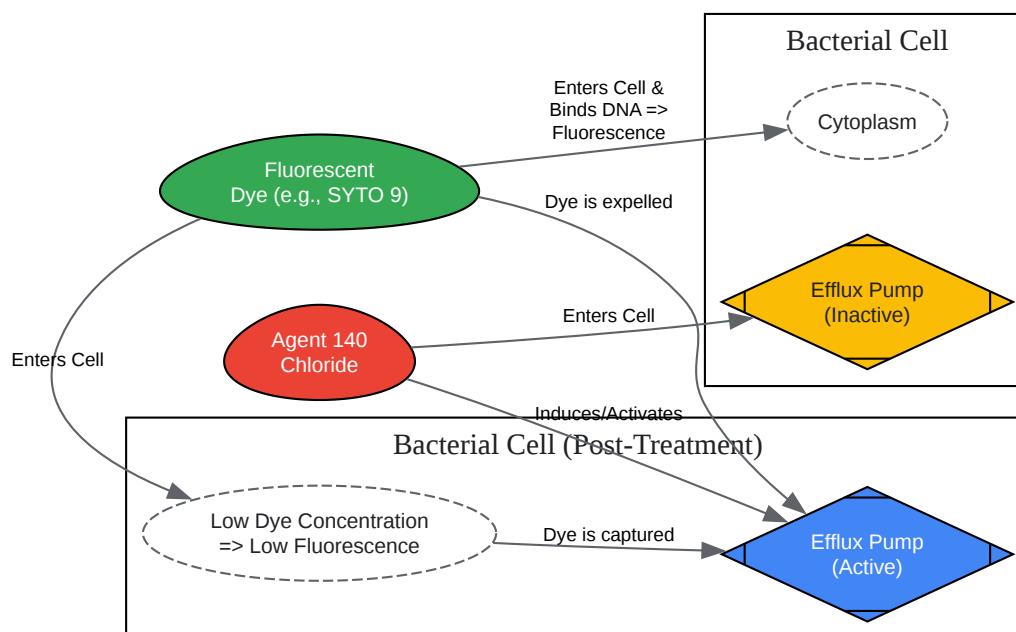 Bacterial Cell
Enters Cell &
Binds DNA =>
Fluorescence
Cytoplasm
Fluorescent
Dye (e.g., SYTO 9)
Dye is expelled
Efflux Pump
(Inactive)
Enters Cell
Agent 140
Chloride
Enters Cell
Induces/Activates
Bacterial Cell (Post-Treatment)
Low Dye Concentration
=> Low Fluorescence
Dye is captured
Efflux Pump
(Active)